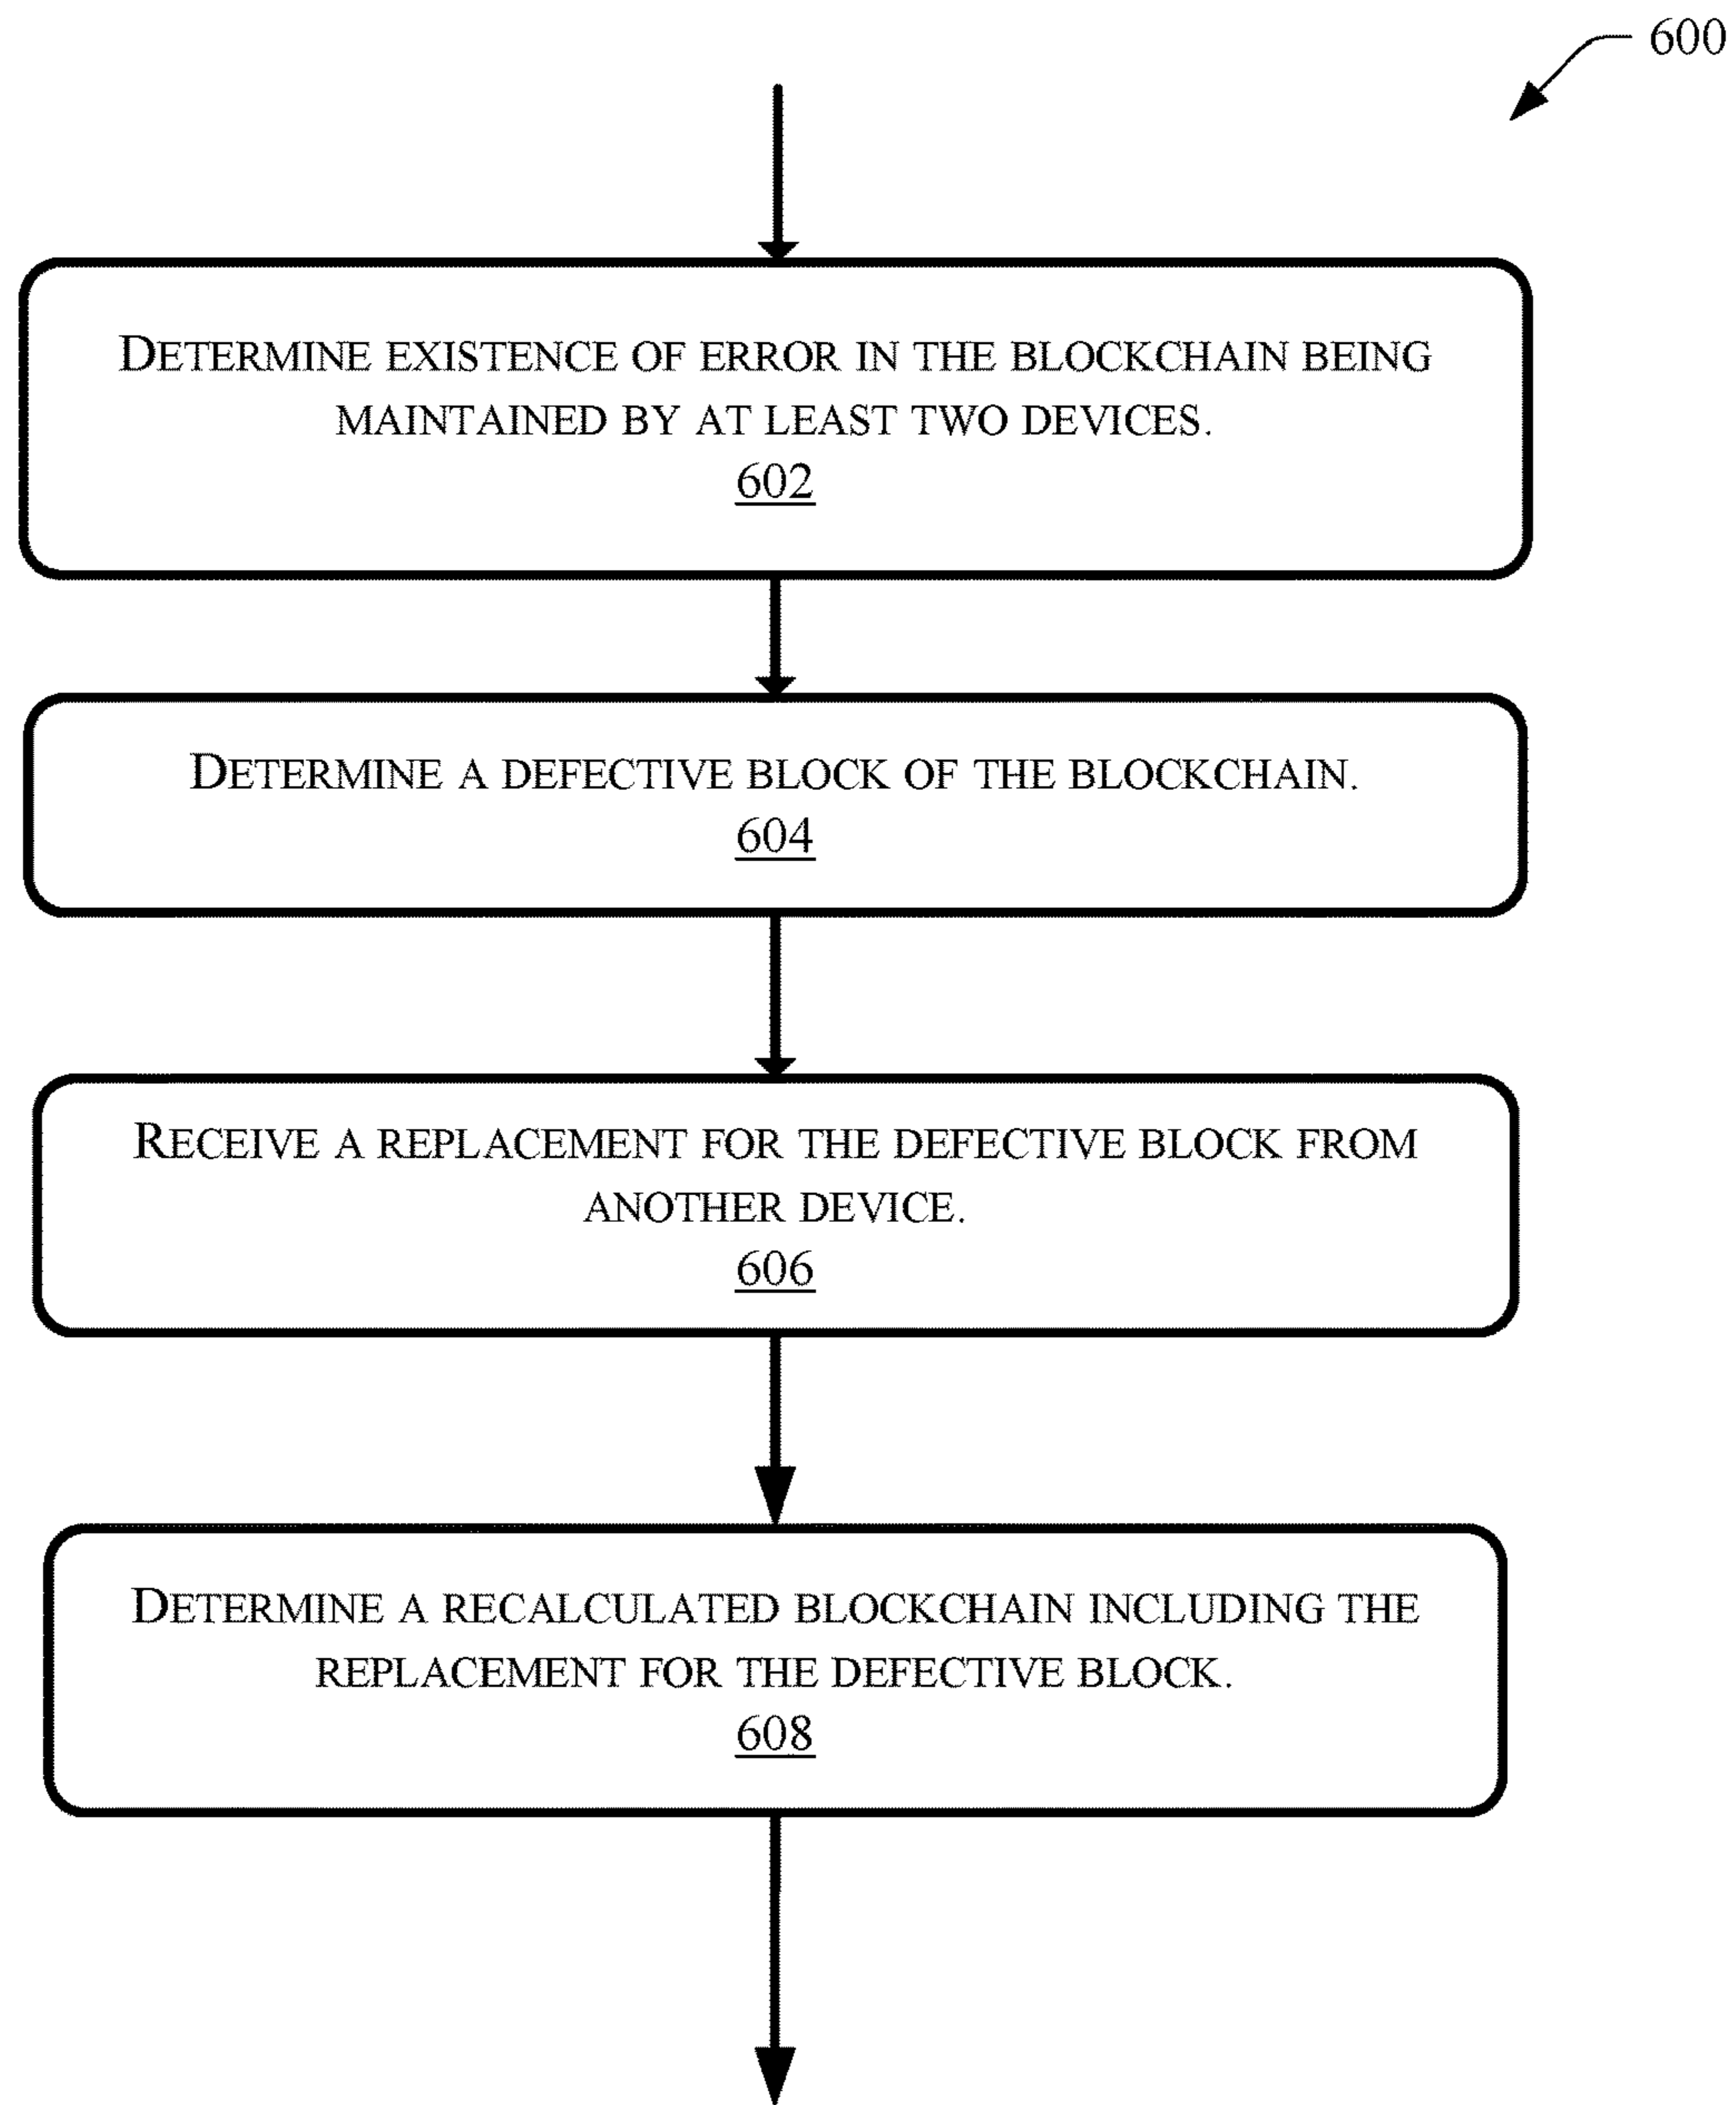 600
DETERMINE EXISTENCE OF ERROR IN THE BLOCKCHAIN BEING
MAINTAINED BY AT LEAST TWO DEVICES.
602
DETERMINE A DEFECTIVE BLOCK OF THE BLOCKCHAIN.
604
RECEIVE A REPLACEMENT FOR THE DEFECTIVE BLOCK FROM
ANOTHER DEVICE.
606
DETERMINE A RECALCULATED BLOCKCHAIN INCLUDING THE
REPLACEMENT FOR THE DEFECTIVE BLOCK.
608